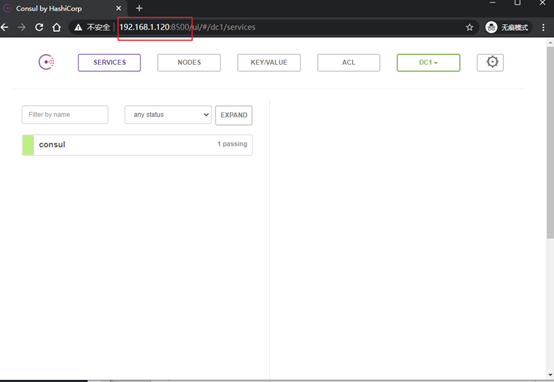 Consul by HashiCorp
不安全 192.168.1.120:8500/ui/#/dc1/services 无痕模式
SERVICES NODES KEY/VALUE ACL DC1
Filter by name any status EXPAND
consul 1 passing